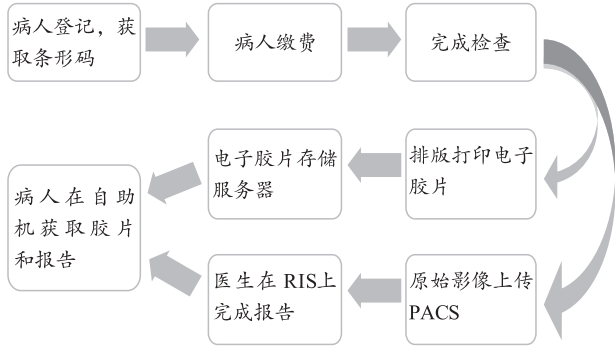 病人登记，获
取条形码
病人缴费
完成检查
电子胶片存储
服务器
排版打印电子
胶片
病人在自助
机获取胶片
和报告
医生在 RIS上
完成报告
原始影像上传
PACS